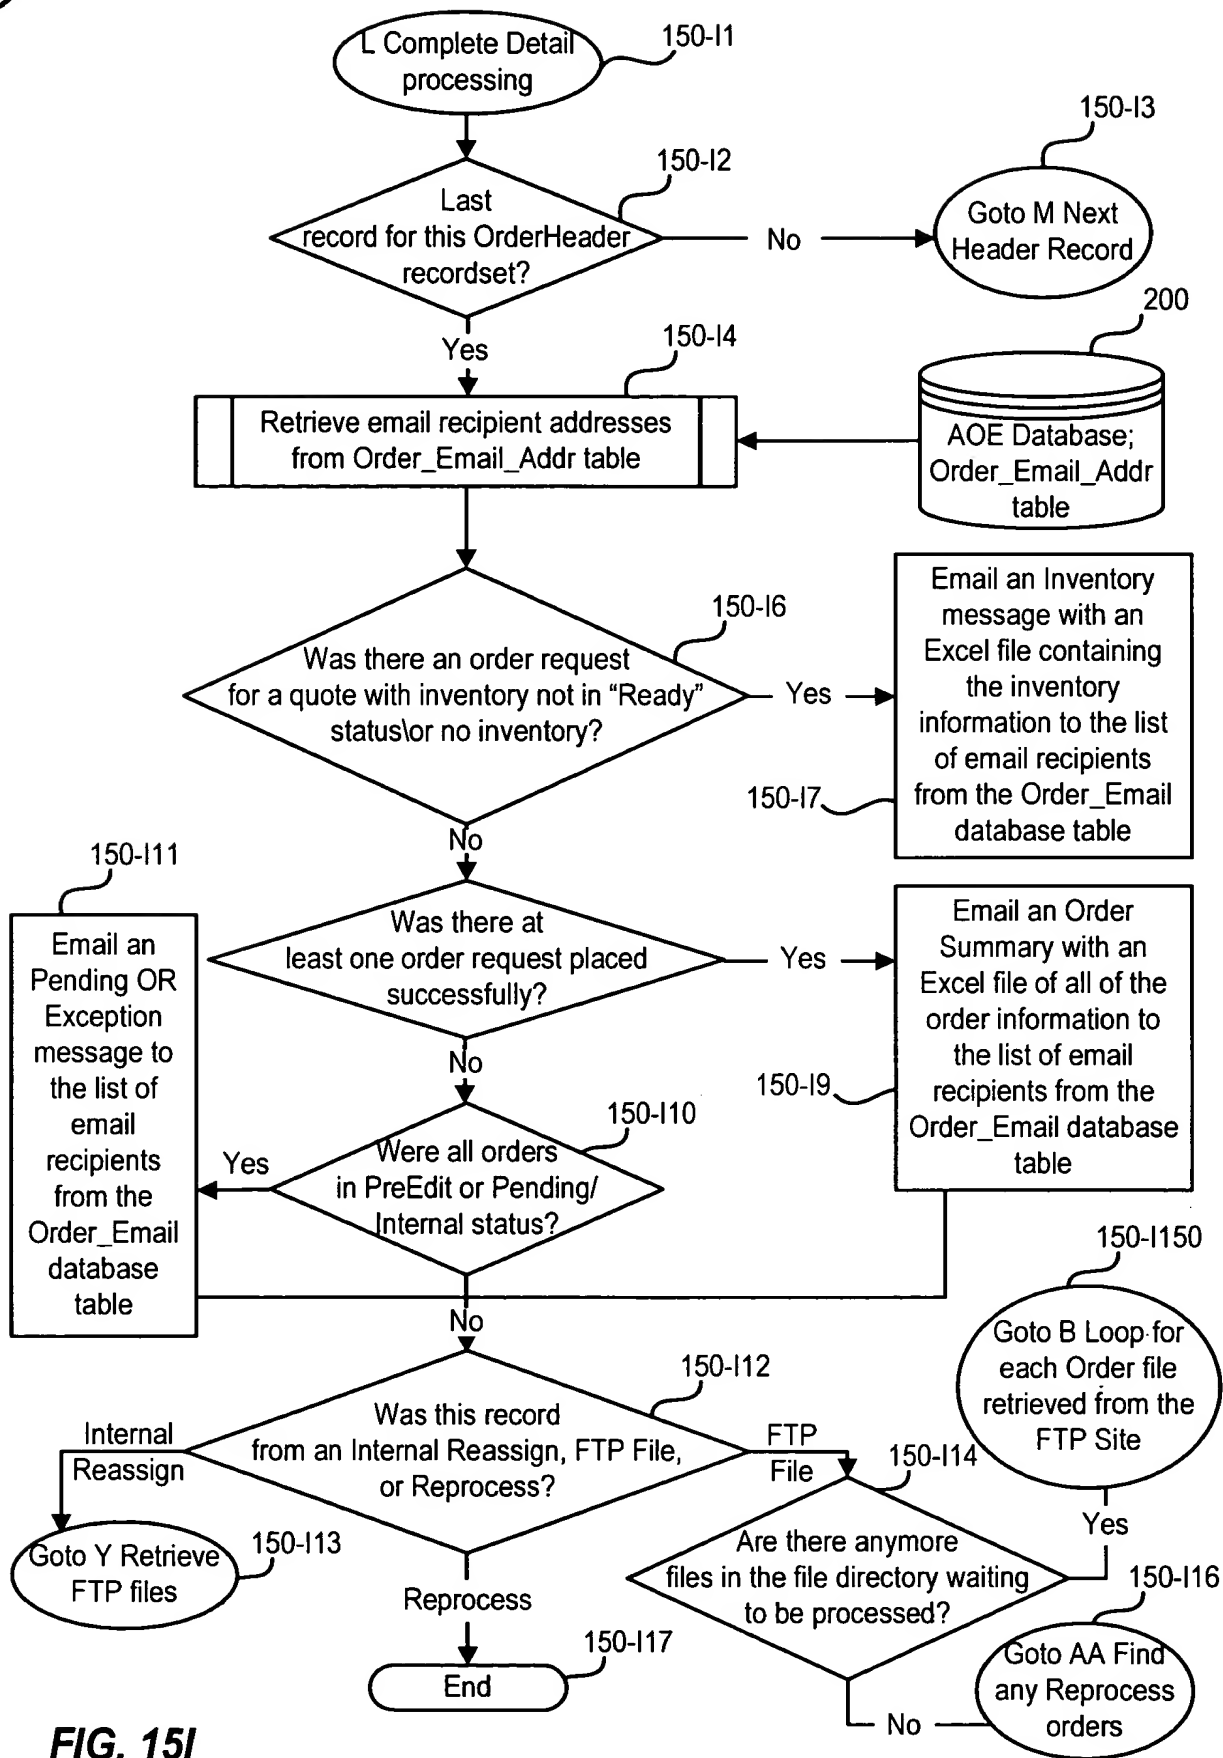 L Complete Detail
processing
150-I1
150-I2
Last
record for this OrderHeader
recordset?
No
150-I3
Goto M Next
Header Record
Yes
150-I4
Retrieve email recipient addresses
from Order_Email_Addr table
200
AOE Database;
Order_Email_Addr
table
150-I6
Was there an order request
for a quote with inventory not in “Ready”
status\or no inventory?
Yes
Email an Inventory
message with an
Excel file containing
the inventory
information to the list
of email recipients
from the Order_Email
database table
150-I7
No
150-I11
Email an
Pending OR
Exception
message to
the list of
email
recipients
from the
Order_Email
database
table
Was there at
least one order request placed
successfully?
Yes
Email an Order
Summary with an
Excel file of all of the
order information to
the list of email
recipients from the
Order_Email database
table
150-I9
No
150-I10
Were all orders
in PreEdit or Pending/
Internal status?
Yes
No
150-I12
Was this record
from an Internal Reassign, FTP File,
or Reprocess?
Internal
Reassign
150-I13
Goto Y Retrieve
FTP files
Reprocess
150-I17
End
FTP
File
150-I14
Are there anymore
files in the file directory waiting
to be processed?
Yes
150-I150
Goto B Loop for
each Order file
retrieved from the
FTP Site
No
150-I16
Goto AA Find
any Reprocess
orders
FIG. 15I